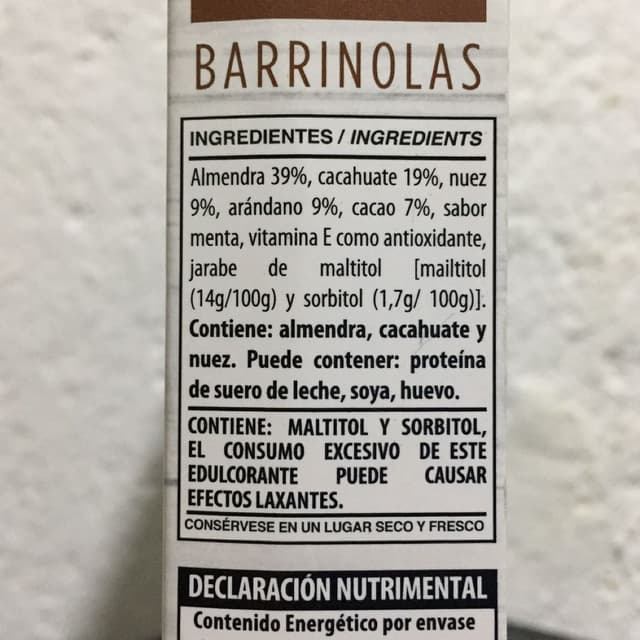 BARRINOLAS
INGREDIENTES / INGREDIENTS
Almendra 39%, cacahuate 19%, nuez
9%, arándano 9%, cacao 7%, sabor
menta, vitamina E como antioxidante,
jarabe de maltitol [mailtitol
(14g/100g) y sorbitol (1,7g/ 100g)].
Contiene: almendra, cacahuate y
nuez. Puede contener: proteína
de suero de leche, soya, huevo.
CONTIENE: MALTITOL Y SORBITOL,
EL CONSUMO EXCESIVO DE ESTE
EDULCORANTE PUEDE CAUSAR
EFECTOS LAXANTES.
CONSÉRVESE EN UN LUGAR SECO Y FRESCO
DECLARACIÓN NUTRIMENTAL
Contenido Energético por envase